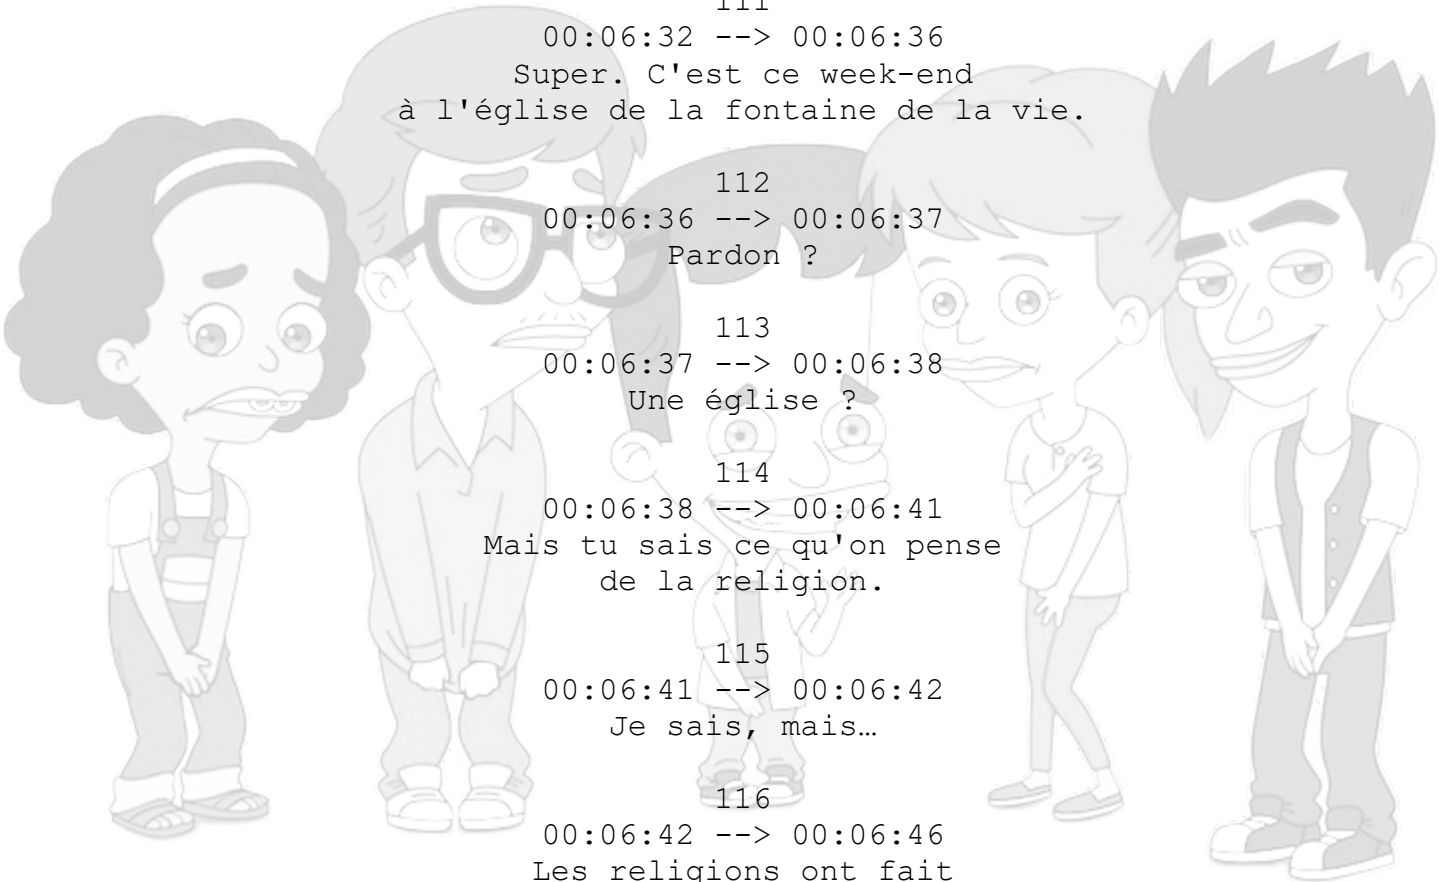 111
00:06:32 --> 00:06:36
Super. C'est ce week-end
à l'église de la fontaine de la vie.
112
00:06:36 --> 00:06:37
Pardon ?
113
00:06:37 --> 00:06:38
Une église ?
114
00:06:38 --> 00:06:41
Mais tu sais ce qu'on pense
de la religion.
115
00:06:41 --> 00:06:42
Je sais, mais…
116
00:06:42 --> 00:06:46
Les religions ont fait